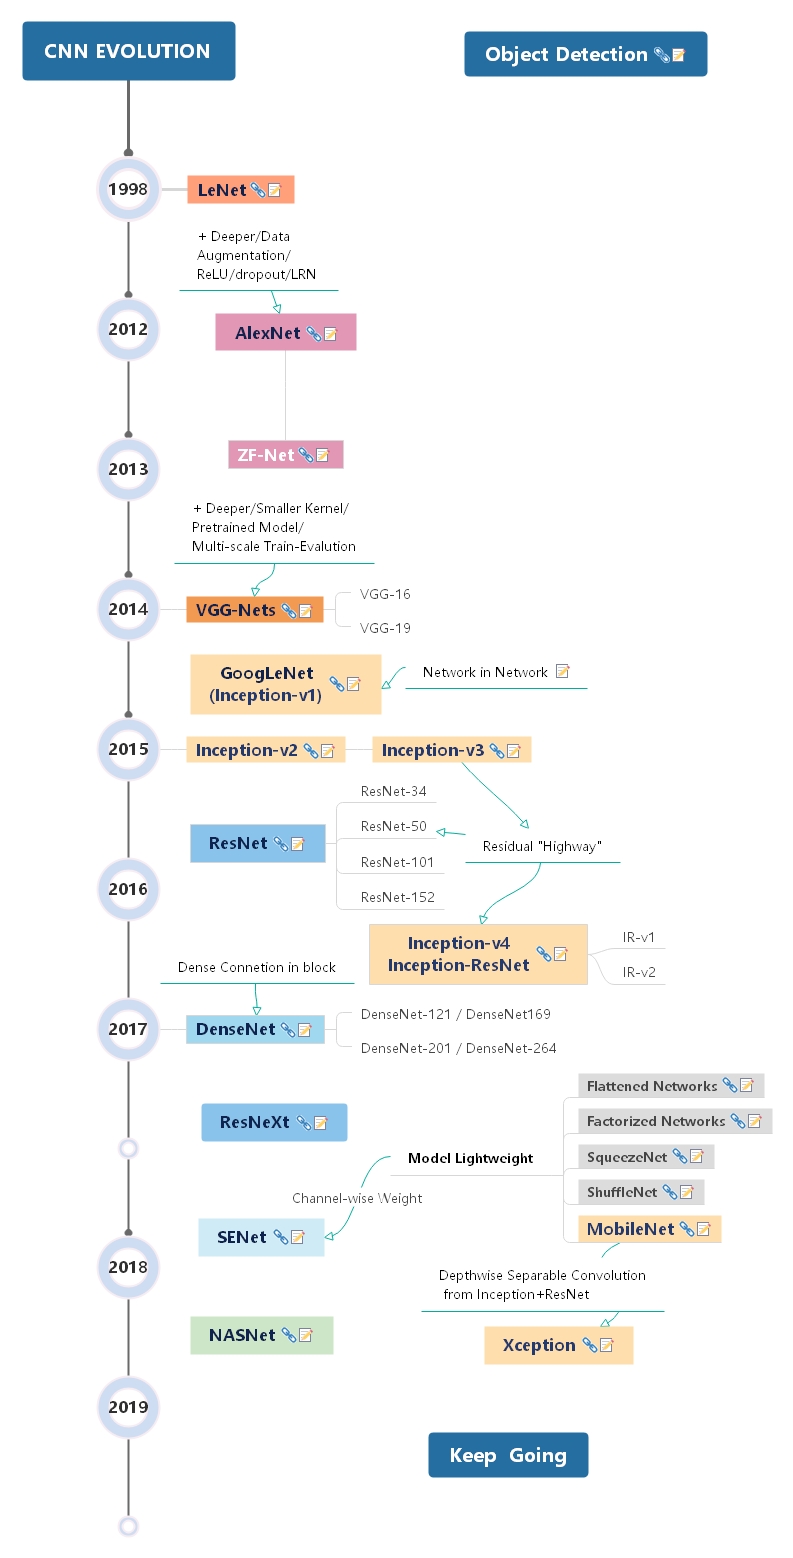 CNN EVOLUTION
Object Detection
1998
LeNet
+ Deeper/Data
Augmentation/
ReLU/dropout/LRN
2012
AlexNet
ZF-Net
2013
+ Deeper/Smaller Kernel/
Pretrained Model/
Multi-scale Train-Evalution
2014
VGG-Nets
VGG-16
VGG-19
GoogLeNet
(Inception-v1)
Network in Network
2015
Inception-v2
Inception-v3
ResNet
ResNet-34
ResNet-50
ResNet-101
ResNet-152
Residual "Highway"
2016
Inception-v4
Inception-ResNet
IR-v1
IR-v2
Dense Connetion in block
2017
DenseNet
DenseNet-121 / DenseNet169
DenseNet-201 / DenseNet-264
ResNeXt
Model Lightweight
Flattened Networks
Factorized Networks
SqueezeNet
ShuffleNet
MobileNet
Channel-wise Weight
SENet
2018
Depthwise Separable Convolution
from Inception+ResNet
NASNet
Xception
2019
Keep Going